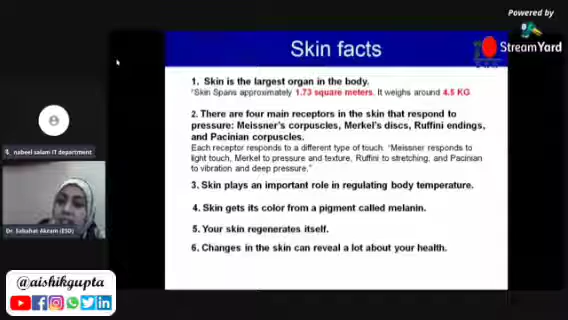 Powered by
StreamYard
Skin facts
1. Skin is the largest organ in the body.
"Skin Spans approximately 1.73 square meters. It weighs around 4.5 KG
2. There are four main receptors in the skin that respond to
pressure: Meissner's corpuscles, Merkel's discs, Ruffini endings,
and Pacinian corpuscles.
Each receptor responds to a different type of touch. "Meissner responds to
light touch, Merkel to pressure and texture, Ruffini to stretching, and Pacinian
to vibration and deep pressure."
3. Skin plays an important role in regulating body temperature.
4. Skin gets its color from a pigment called melanin.
5. Your skin regenerates itself.
6. Changes in the skin can reveal a lot about your health.
nabeel salam IT department
Dr. Sabahat Akram (ESD)
@aishikgupta